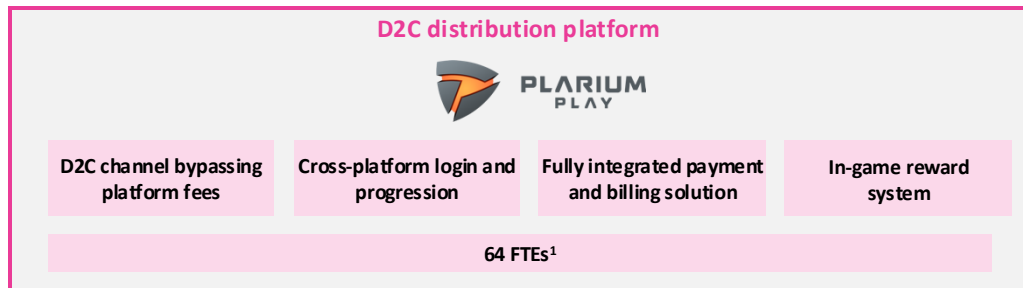 D2C distribution platform
PLARIUM
PLAY
D2C channel bypassing
platform fees
Cross-platform login and
progression
Fully integrated payment
and billing solution
In-game reward
system
64 FTEs¹